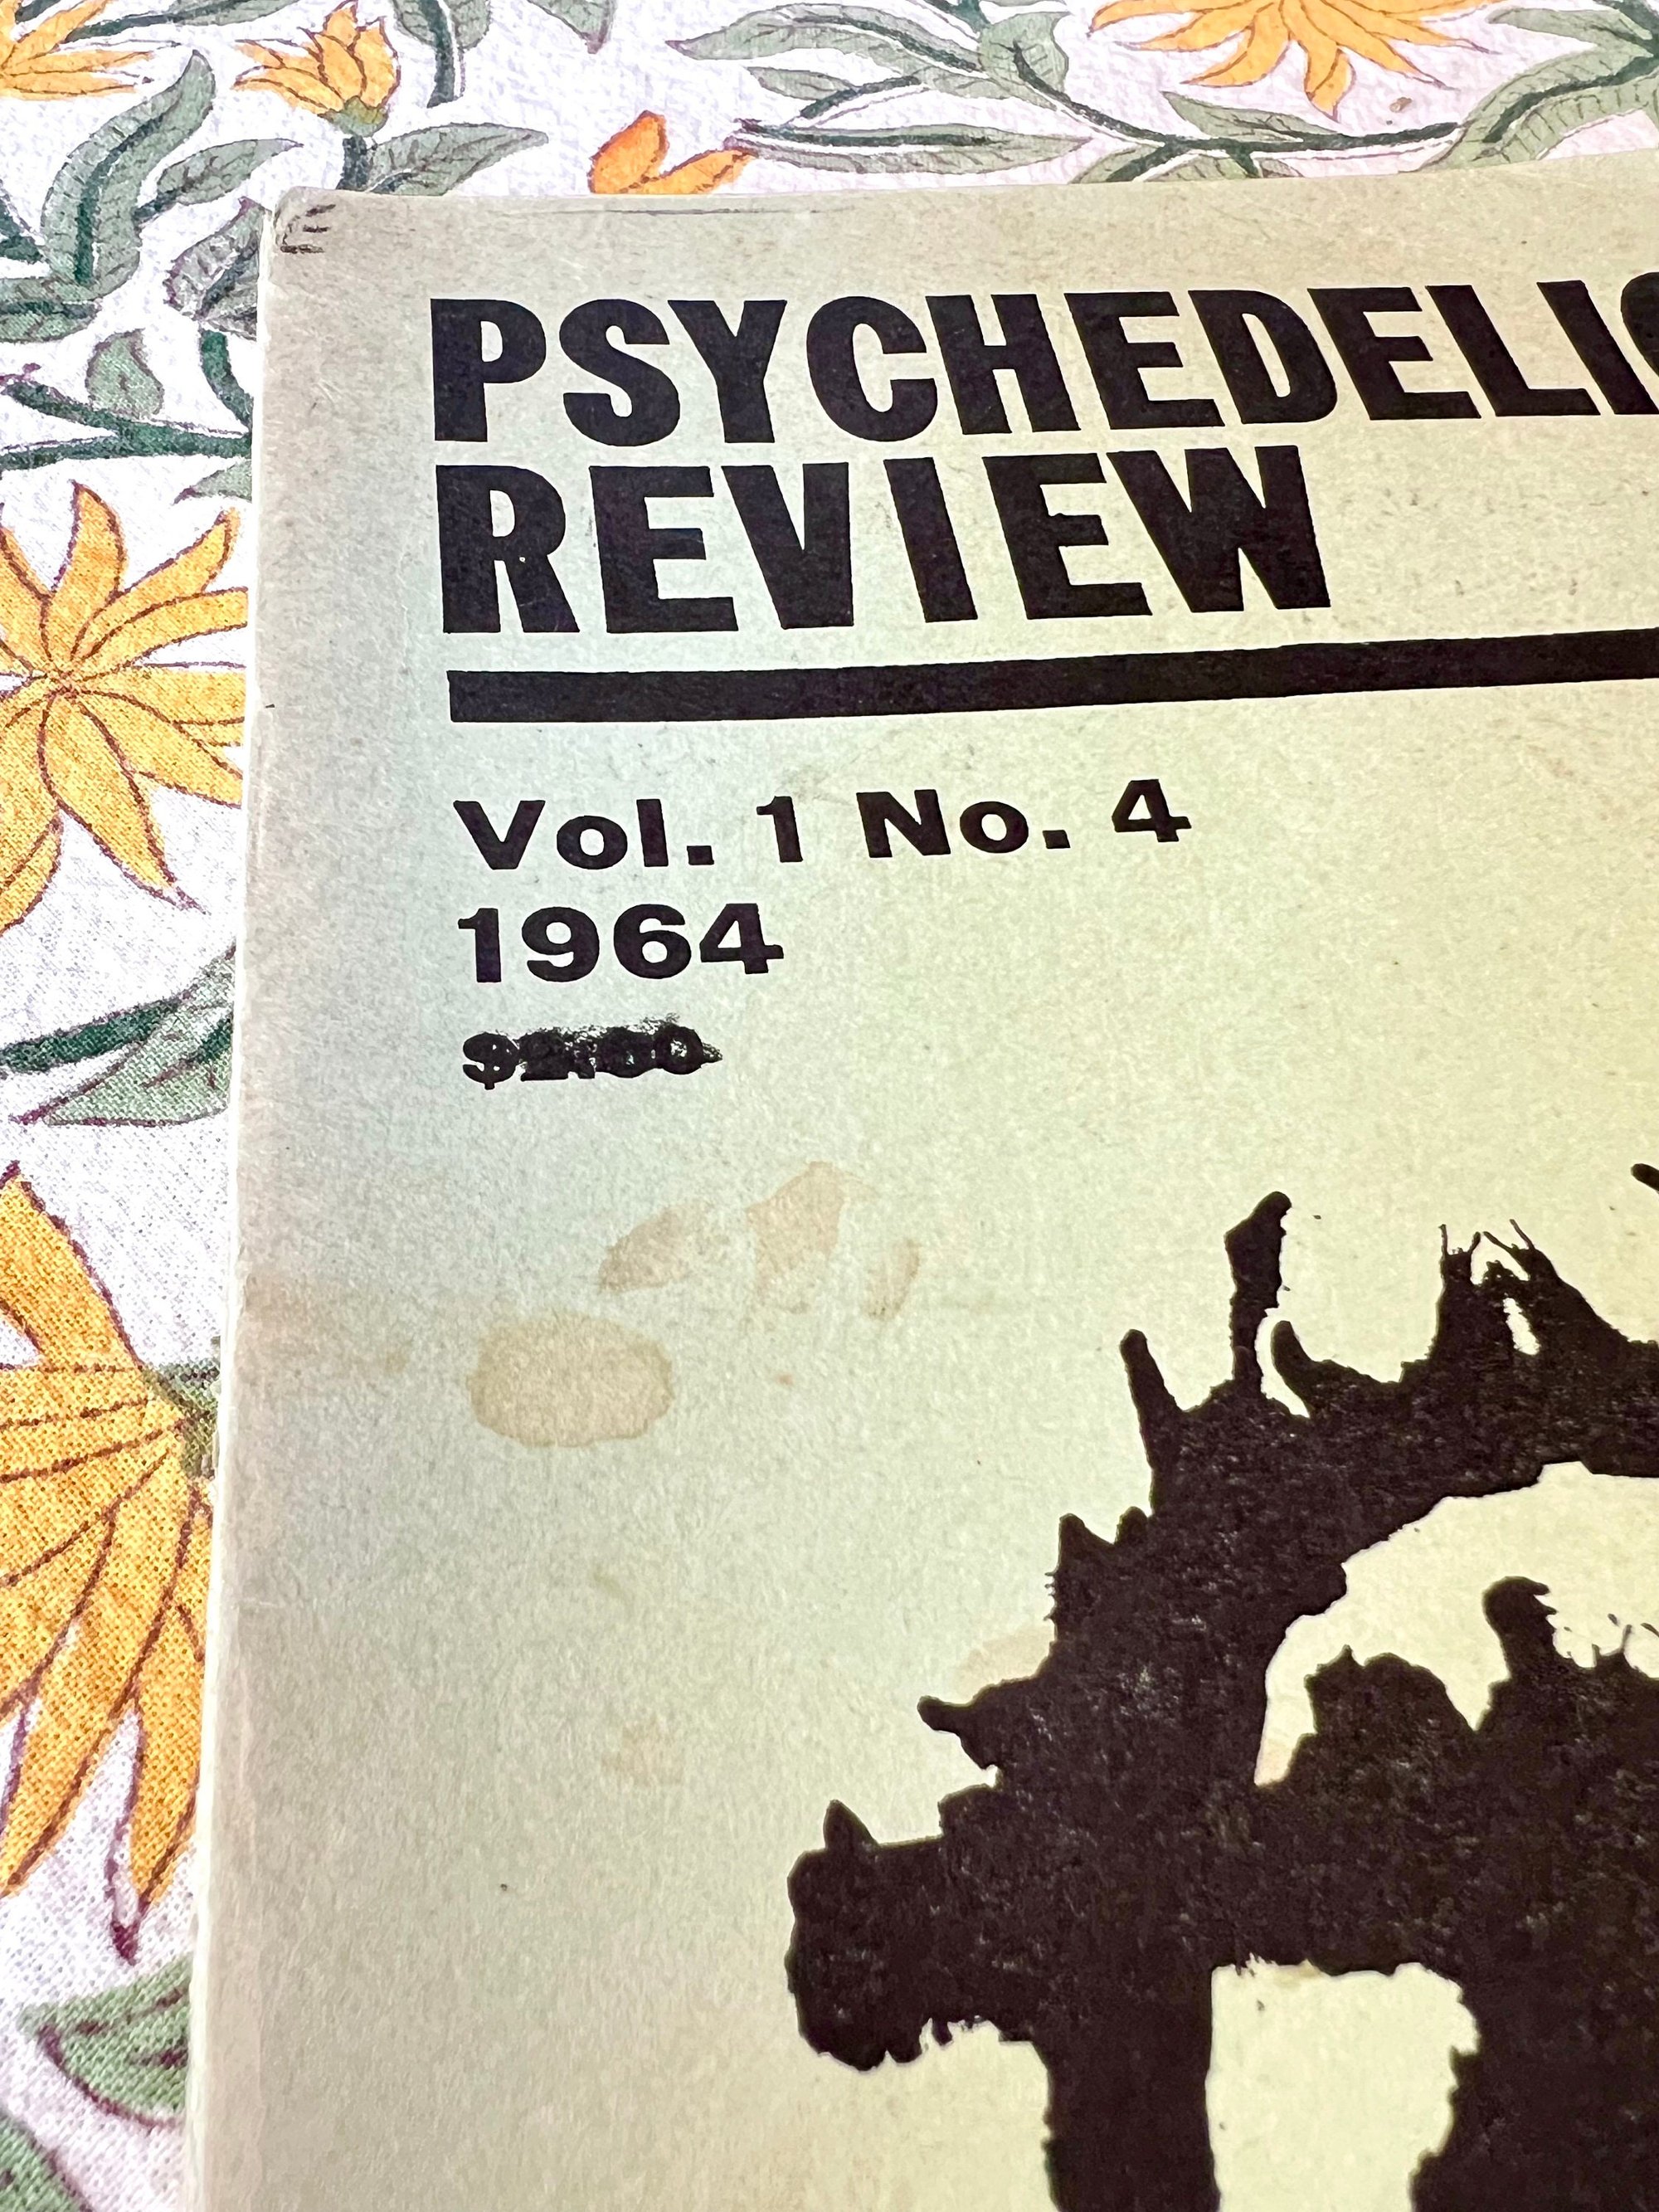 PSYCHEDELIC
REVIEW
Vol. 1 No. 4
1964